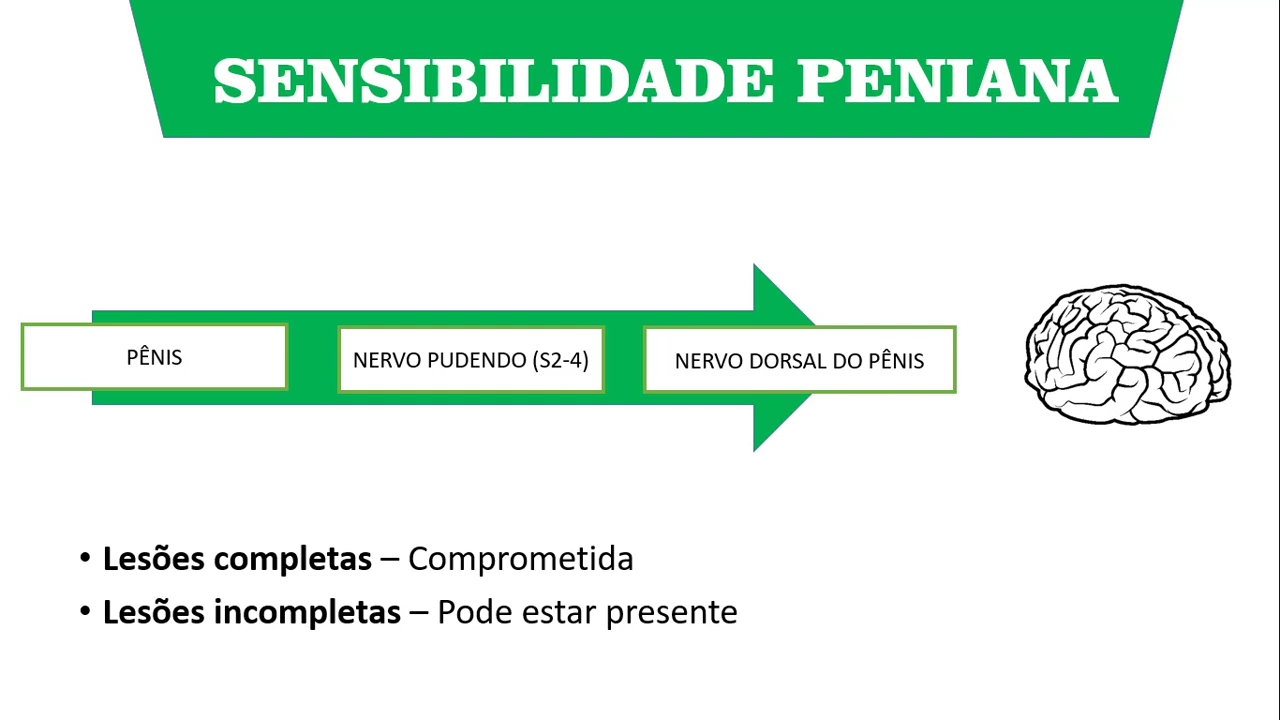 SENSIBILIDADE PENIANA
PÊNIS
NERVO PUDENDO (S2-4)
NERVO DORSAL DO PÊNIS
• Lesões completas – Comprometida
• Lesões incompletas – Pode estar presente